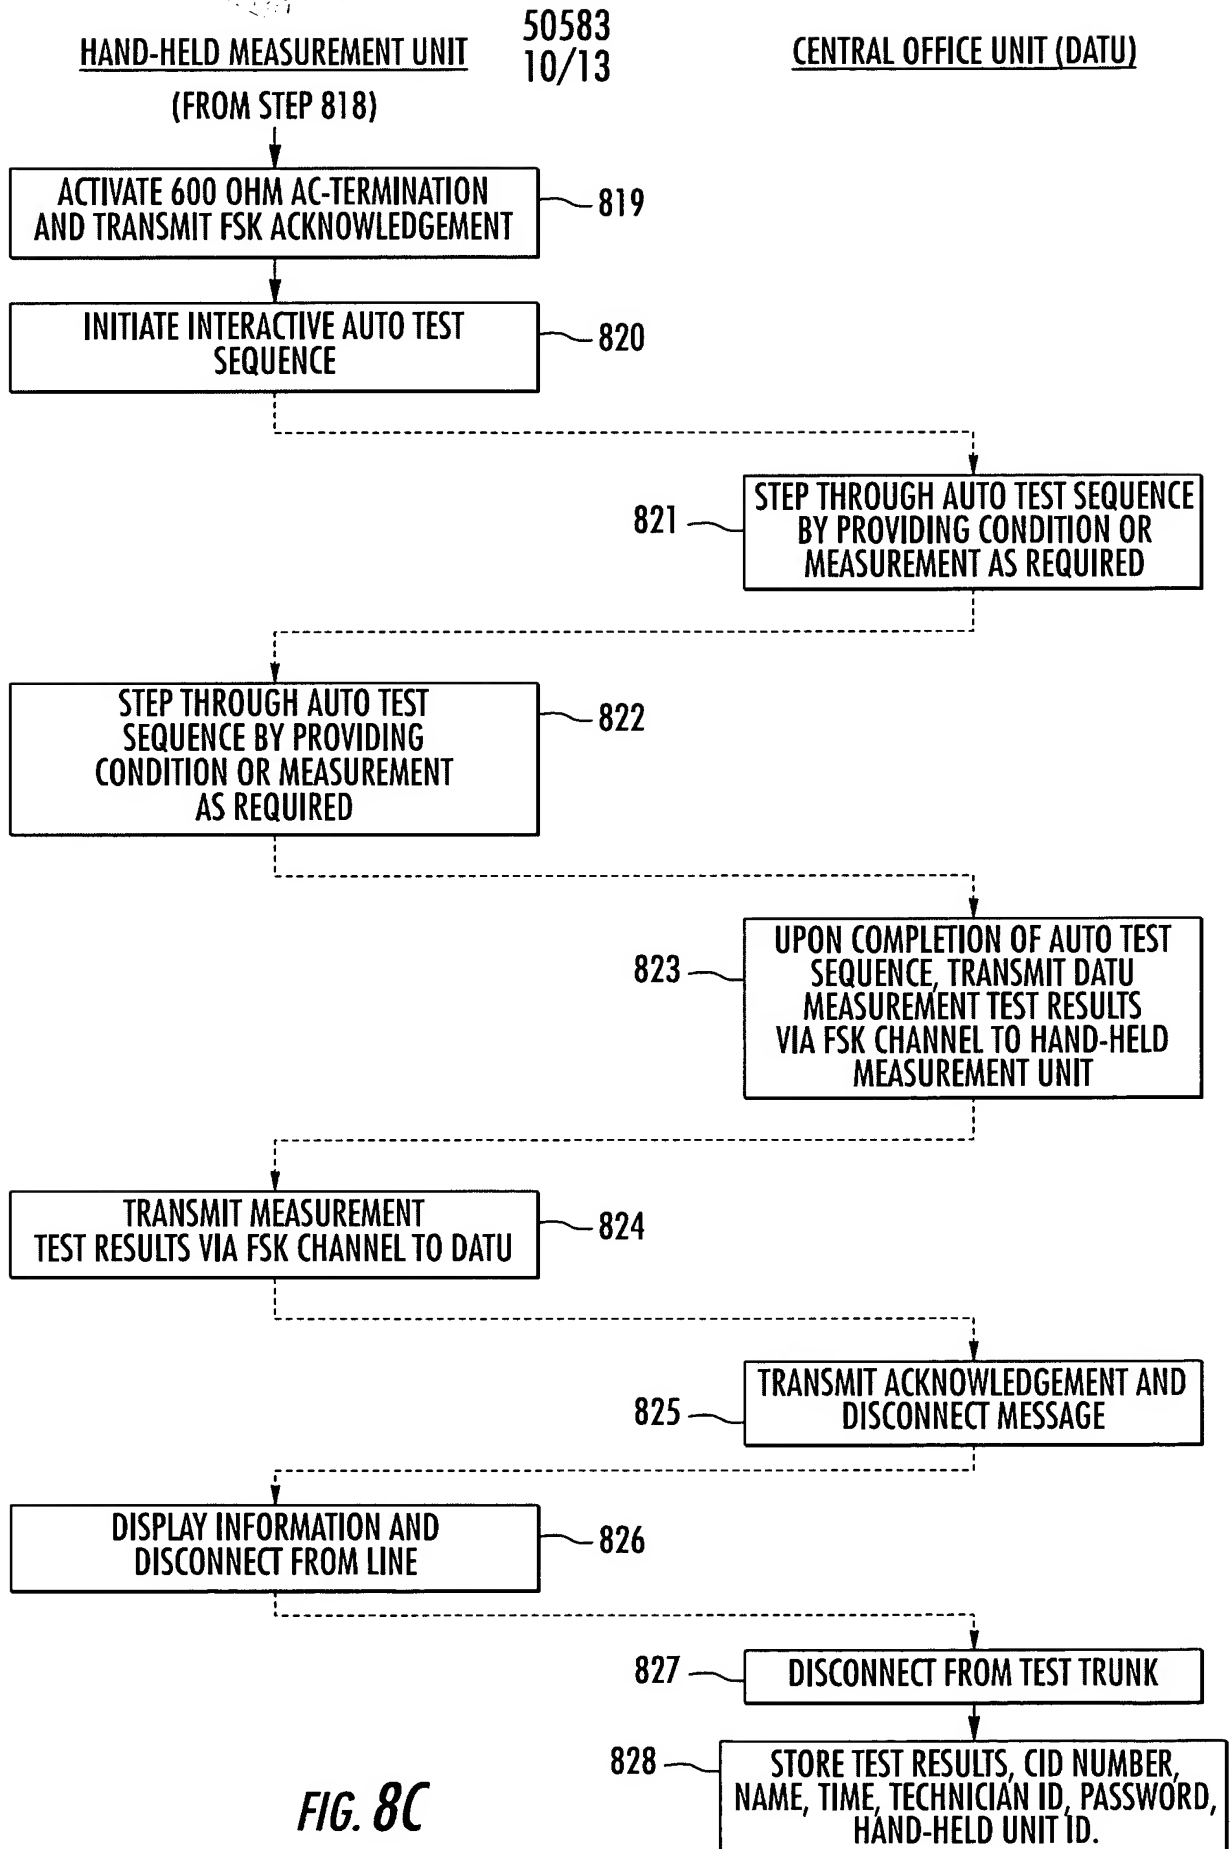 50583
10/13
HAND-HELD MEASUREMENT UNIT
CENTRAL OFFICE UNIT (DATU)
(FROM STEP 818)
ACTIVATE 600 OHM AC-TERMINATION
AND TRANSMIT FSK ACKNOWLEDGEMENT
819
INITIATE INTERACTIVE AUTO TEST
SEQUENCE
820
821
STEP THROUGH AUTO TEST SEQUENCE
BY PROVIDING CONDITION OR
MEASUREMENT AS REQUIRED
STEP THROUGH AUTO TEST
SEQUENCE BY PROVIDING
CONDITION OR MEASUREMENT
AS REQUIRED
822
823
UPON COMPLETION OF AUTO TEST
SEQUENCE, TRANSMIT DATU
MEASUREMENT TEST RESULTS
VIA FSK CHANNEL TO HAND-HELD
MEASUREMENT UNIT
TRANSMIT MEASUREMENT
TEST RESULTS VIA FSK CHANNEL TO DATU
824
825
TRANSMIT ACKNOWLEDGEMENT AND
DISCONNECT MESSAGE
DISPLAY INFORMATION AND
DISCONNECT FROM LINE
826
827
DISCONNECT FROM TEST TRUNK
828
STORE TEST RESULTS, CID NUMBER,
NAME, TIME, TECHNICIAN ID, PASSWORD,
HAND-HELD UNIT ID.
FIG. 8C